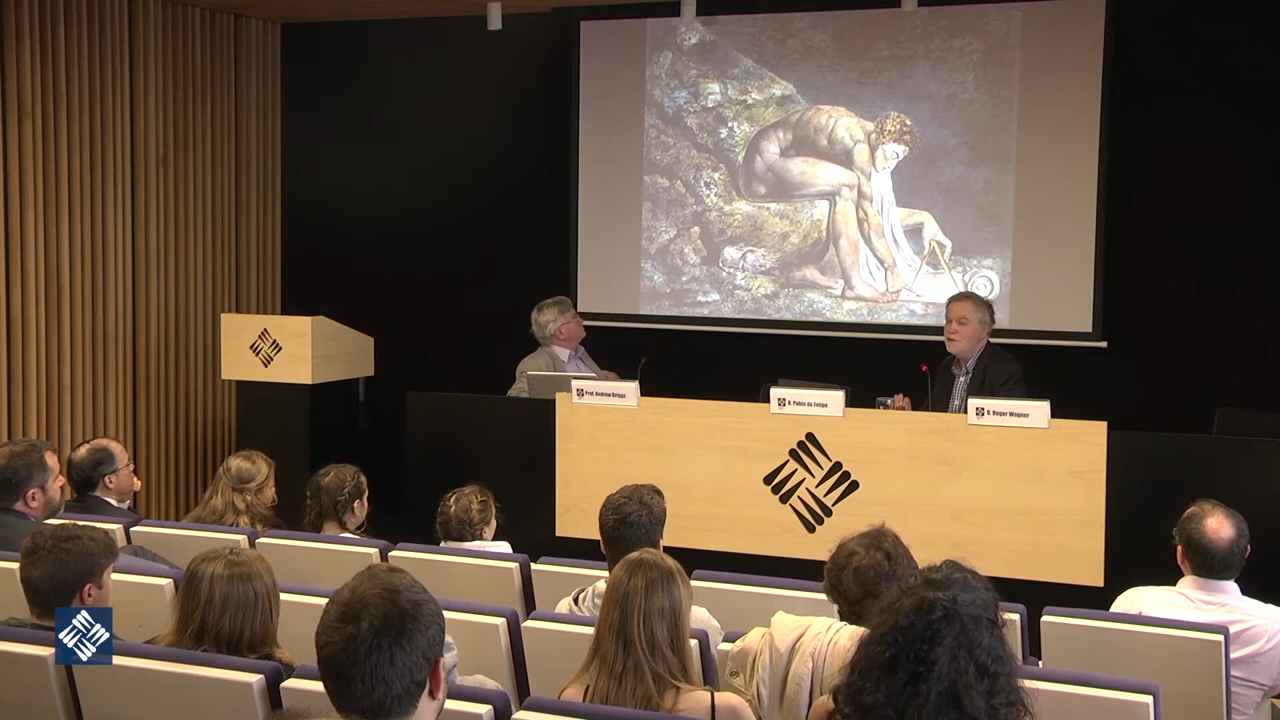 Prof. Andrew Briggs
D. Pablo de Felipe
D. Roger Wagner